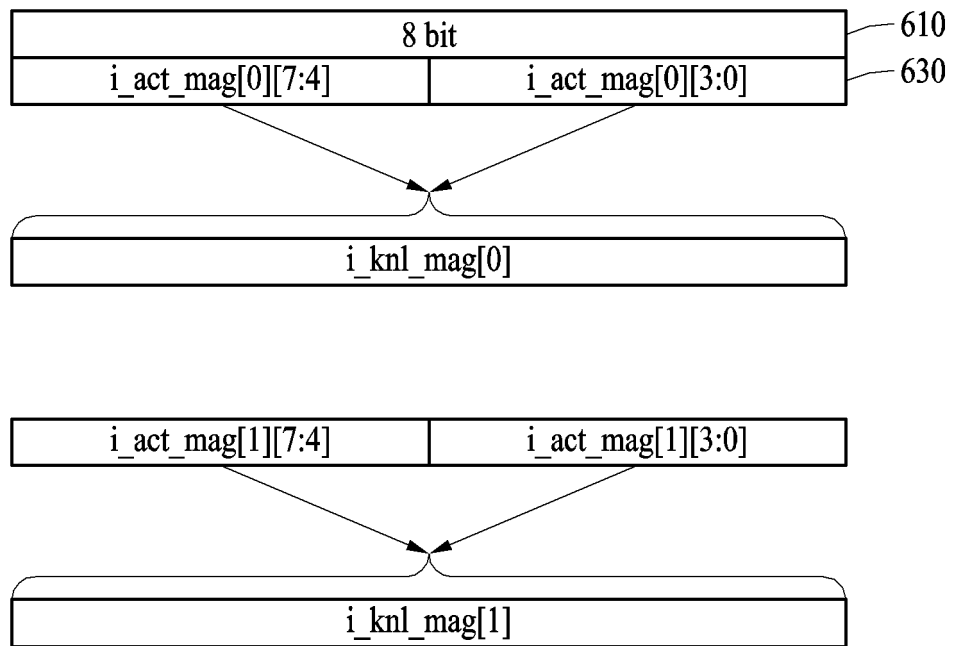 8 bit 610
i_act_mag[0][7:4] i_act_mag[0][3:0] 630
i_knl_mag[0]
i_act_mag[1][7:4] i_act_mag[1][3:0]
i_knl_mag[1]